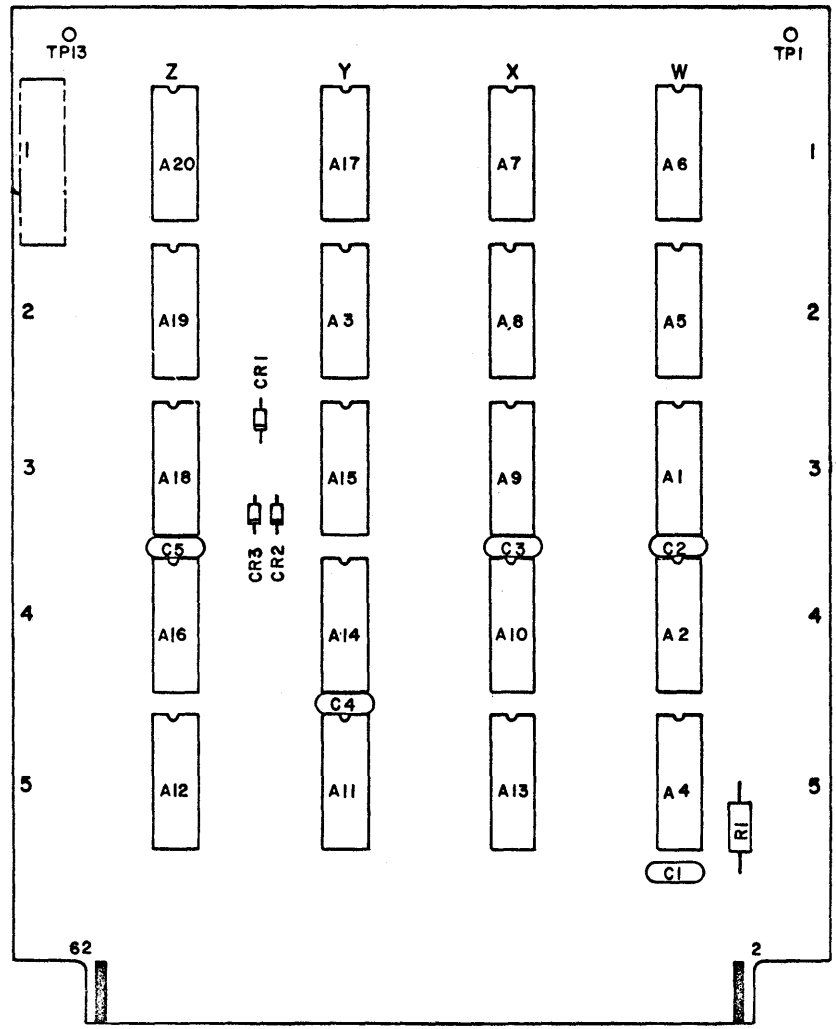 TP13 TP1
Z Y X W
1 A20 A17 A7 A6 1
2 A19 A3 A8 A5 2
CR1
3 A18 A15 A9 A1 3
C5 C3 C2
CR3 CR2
4 A16 A14 A10 A2 4
C4
5 A12 A11 A13 A4 5
R1
C1
62 2